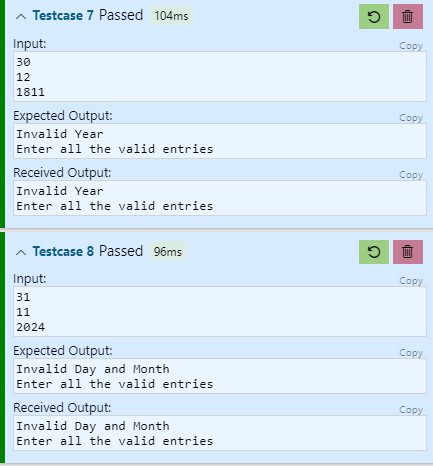 Testcase 7 Passed 104ms
Input:
Copy
30
12
1811
Expected Output:
Copy
Invalid Year
Enter all the valid entries
Received Output:
Copy
Invalid Year
Enter all the valid entries
Testcase 8 Passed 96ms
Input:
Copy
31
11
2024
Expected Output:
Copy
Invalid Day and Month
Enter all the valid entries
Received Output:
Copy
Invalid Day and Month
Enter all the valid entries